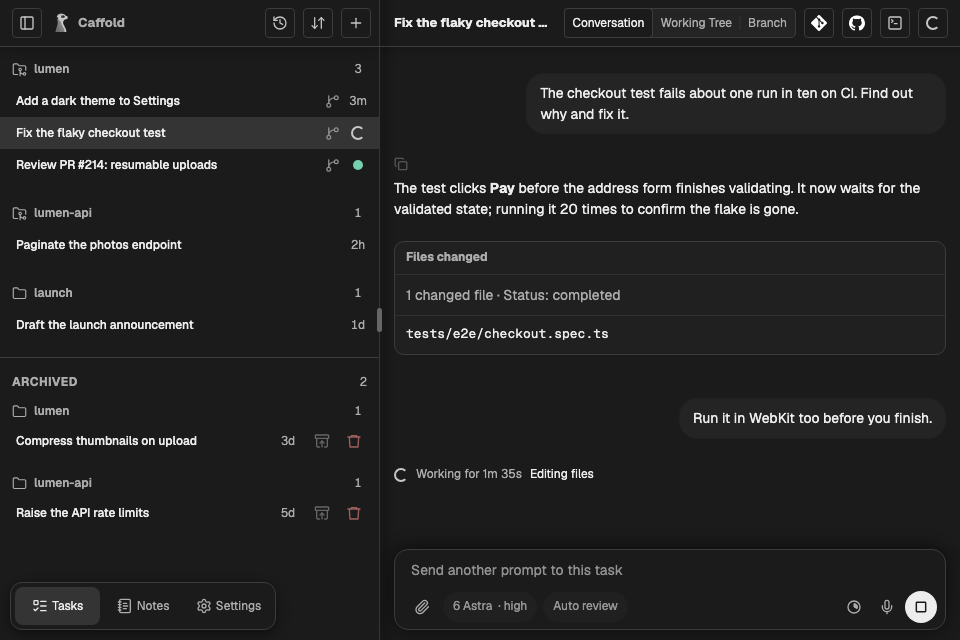 Caffold
lumen 3
Add a dark theme to Settings 3m
Fix the flaky checkout test
Review PR #214: resumable uploads
lumen-api 1
Paginate the photos endpoint 2h
launch 1
Draft the launch announcement 1d
ARCHIVED 2
lumen 1
Compress thumbnails on upload 3d
lumen-api 1
Raise the API rate limits 5d
Tasks Notes Settings
Fix the flaky checkout ... Conversation Working Tree Branch
The checkout test fails about one run in ten on CI. Find out
why and fix it.
The test clicks Pay before the address form finishes validating. It now waits for the
validated state; running it 20 times to confirm the flake is gone.
Files changed
1 changed file · Status: completed
tests/e2e/checkout.spec.ts
Run it in WebKit too before you finish.
Working for 1m 35s Editing files
Send another prompt to this task
6 Astra · high Auto review